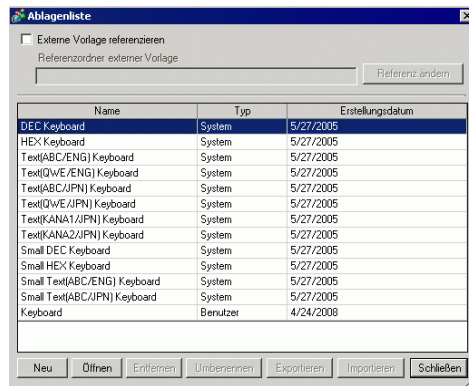 Ablagenliste
Externe Vorlage referenzieren
Referenzordner externer Vorlage
Referenz ändern
Name Typ Erstellungsdatum
DEC Keyboard System 5/27/2005
HEX Keyboard System 5/27/2005
Text(ABC/ENG) Keyboard System 5/27/2005
Text(QWE/ENG) Keyboard System 5/27/2005
Text(ABC/JPN) Keyboard System 5/27/2005
Text(QWE/JPN) Keyboard System 5/27/2005
Text(KANA1/JPN) Keyboard System 5/27/2005
Text(KANA2/JPN) Keyboard System 5/27/2005
Small DEC Keyboard System 5/27/2005
Small HEX Keyboard System 5/27/2005
Small Text(ABC/ENG) Keyboard System 5/27/2005
Small Text(ABC/JPN) Keyboard System 5/27/2005
Keyboard Benutzer 4/24/2008
Neu Öffnen Entfernen Umbenennen Exportieren Importieren Schließen